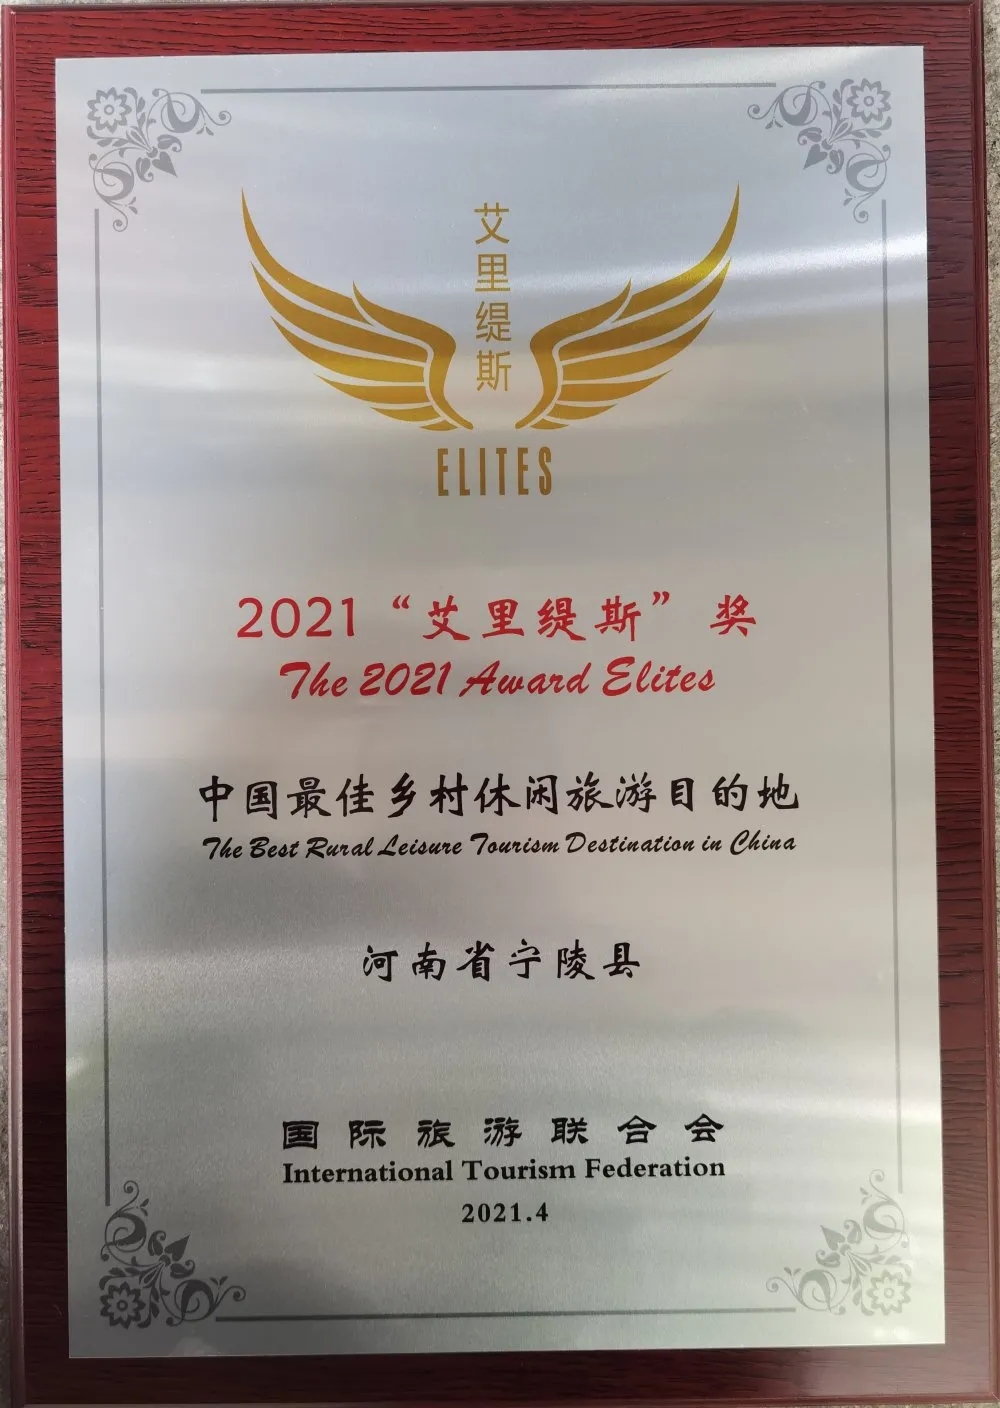 艾里缇斯
ELITES
2021“艾里缇斯”奖
The 2021 Award Elites
中国最佳乡村休闲旅游目的地
The Best Rural Leisure Tourism Destination in China
河南省宁陵县
国际旅游联合会
International Tourism Federation
2021.4